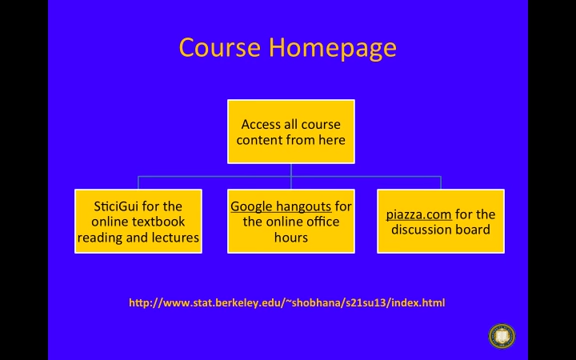 Course Homepage
Access all course
content from here
SticiGui for the
online textbook
reading and lectures
Google hangouts for
the online office
hours
piazza.com for the
discussion board
http://www.stat.berkeley.edu/~shobhana/s21su13/index.html